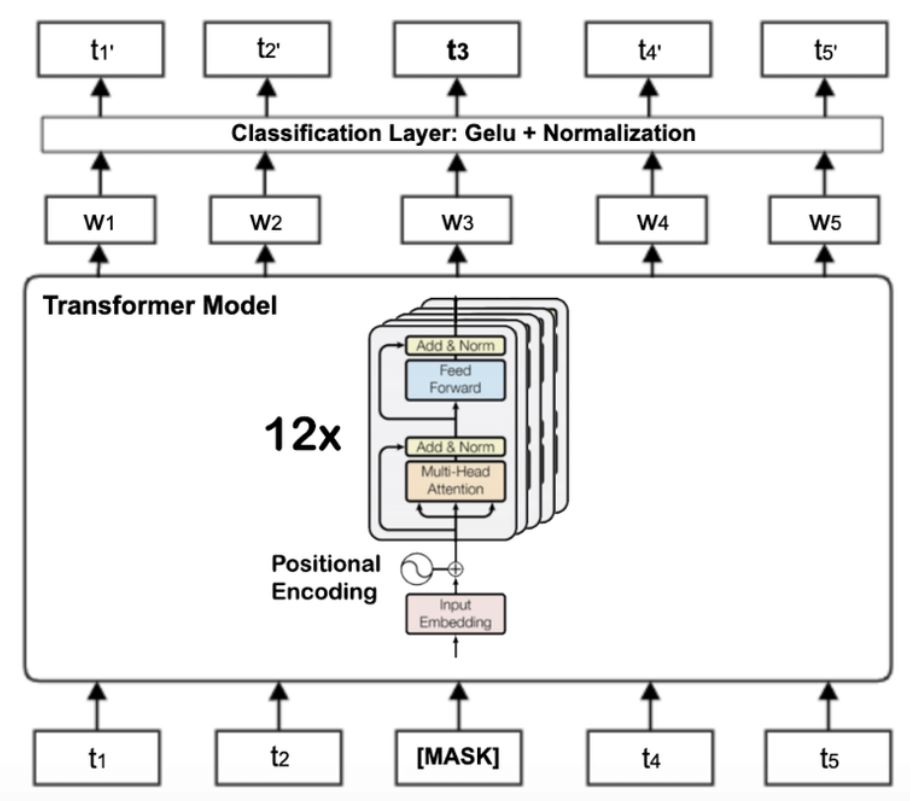 t1' t2' t3 t4' t5'
Classification Layer: Gelu + Normalization
w1 w2 w3 w4 w5
Transformer Model
Add & Norm
Feed
Forward
12x
Add & Norm
Multi-Head
Attention
Positional
Encoding
Input
Embedding
t1 t2 [MASK] t4 t5